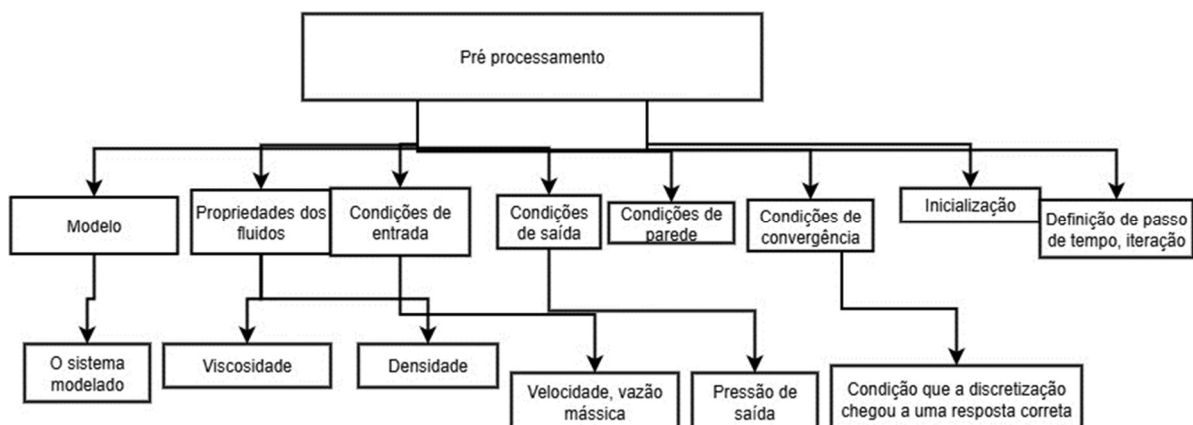 Pré processamento
Modelo
Propriedades dos
fluidos
Condições de
entrada
Condições
de saída
Condições de
parede
Condições de
convergência
Inicialização
Definição de passo
de tempo, iteração
O sistema
modelado
Viscosidade
Densidade
Velocidade, vazão
mássica
Pressão de
saída
Condição que a discretização
chegou a uma resposta correta